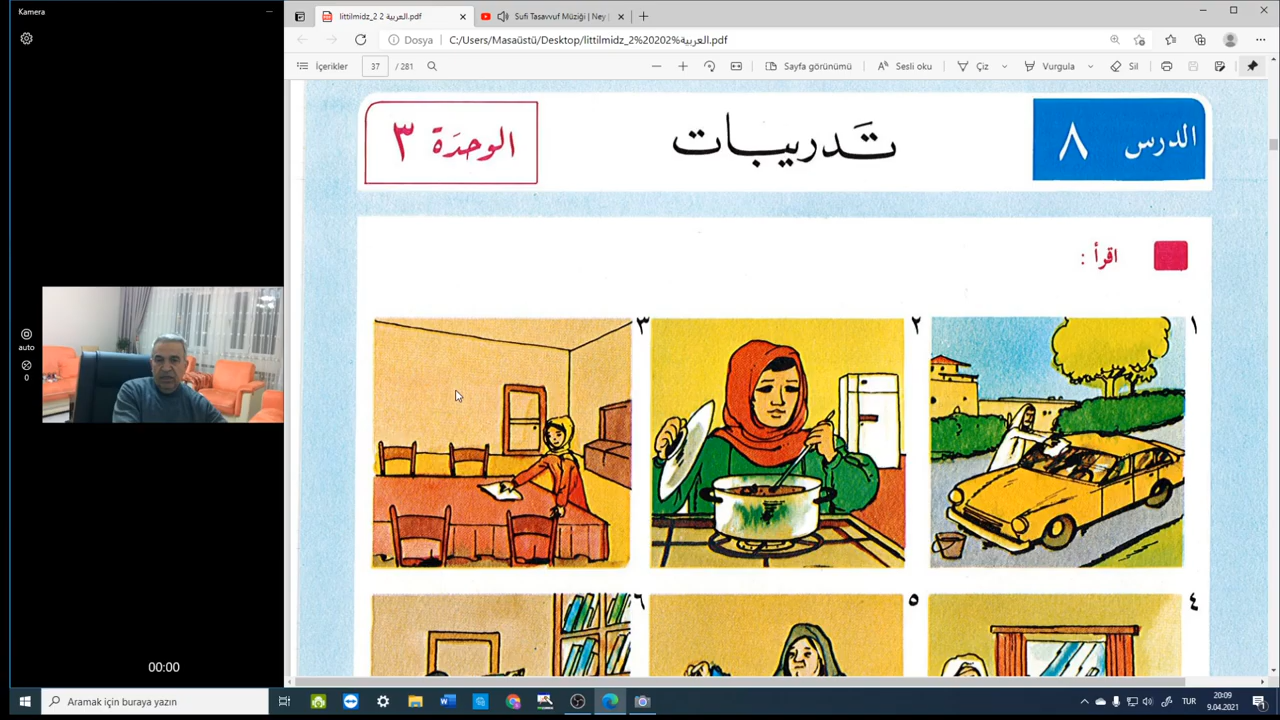 Kamera
littilmidz_2 2 العربية.pdf
Sufi Tasavvuf Müziği | Ney |
Dosya
C:/Users/Masaüstü/Desktop/littilmidz_2%20202%العربية.pdf
İçerikler
37
/ 281
Sayfa görünümü
Sesli oku
Çiz
Vurgula
Sil
الدرس ٨
تَدريبات
الوحدَة ٣
اقرأ :
١
٢
٣
٤
٥
٦
auto
0
00:00
Aramak için buraya yazın
TUR
20:09
9.04.2021